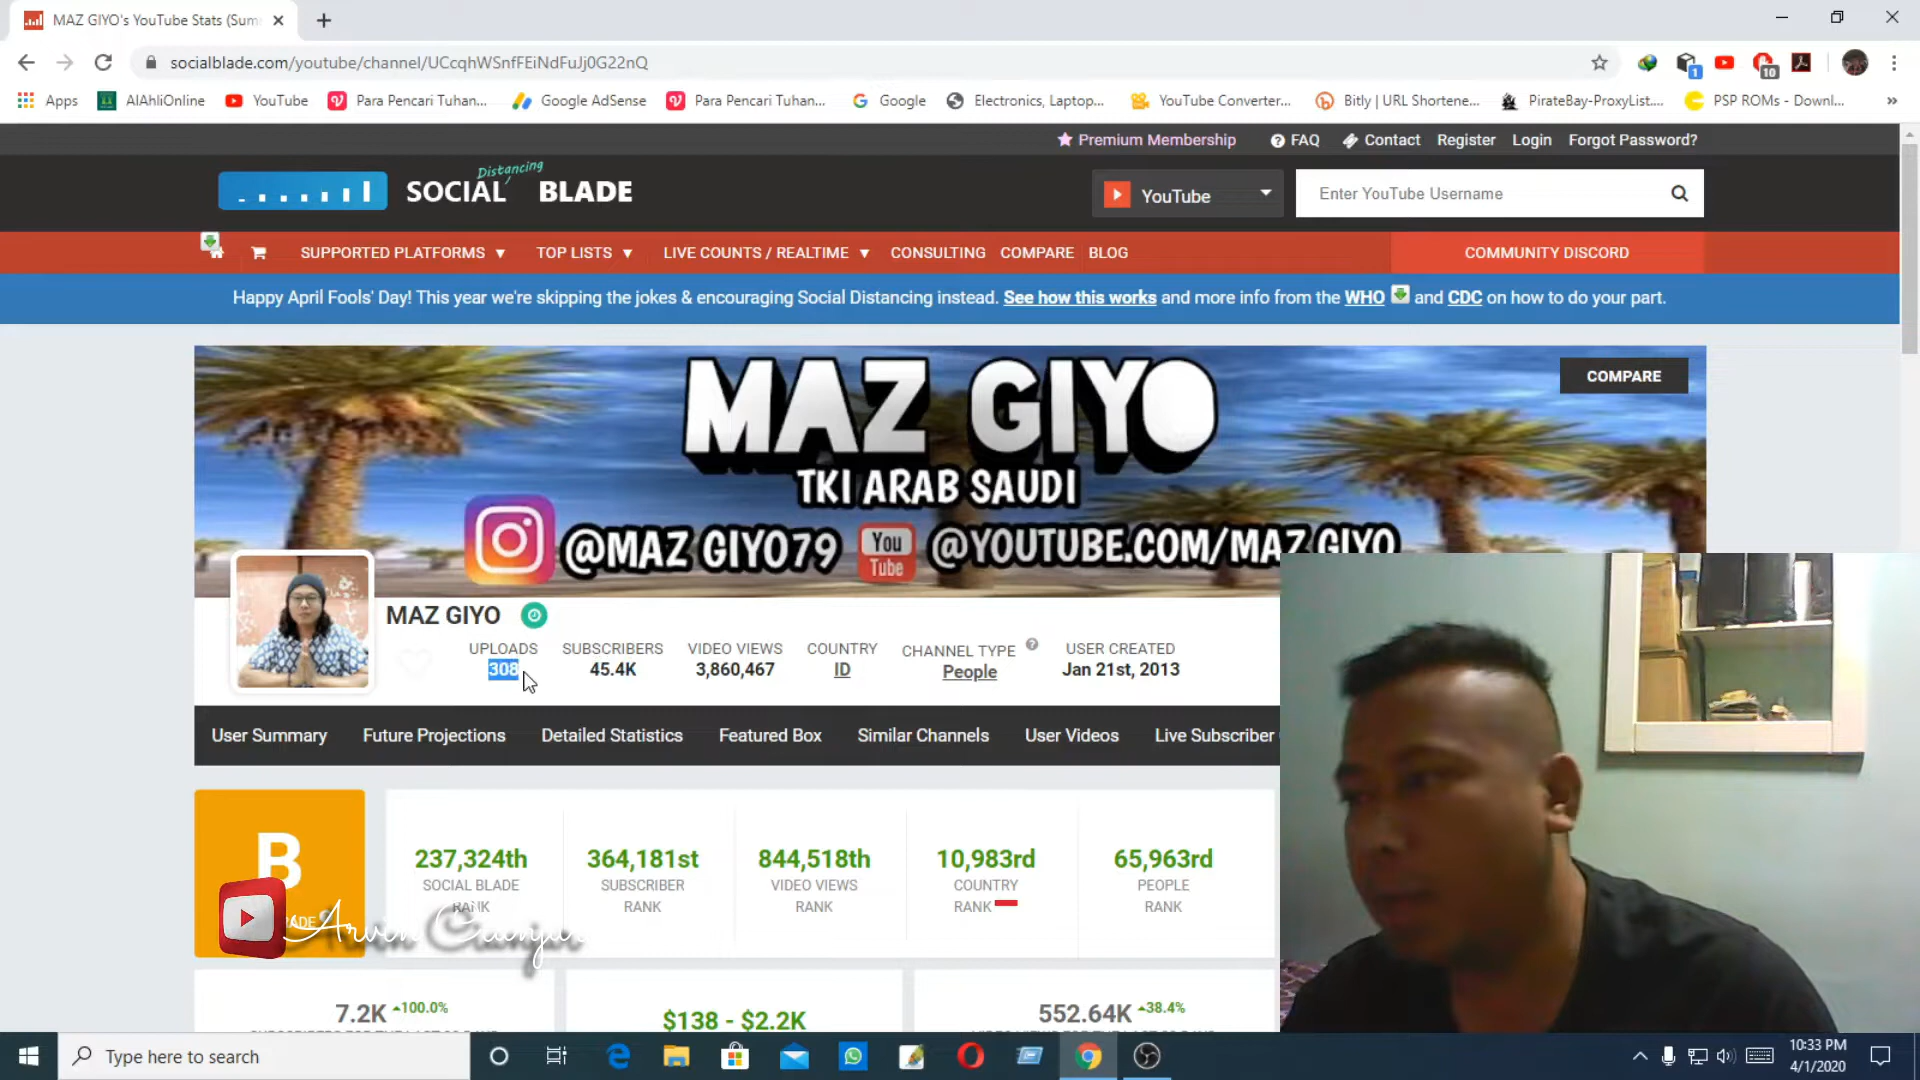 MAZ GIYO's YouTube Stats (Sum
socialblade.com/youtube/channel/UCcqhWSnfFEiNdFuJj0G22nQ
Apps
AlAhliOnline
YouTube
Para Pencari Tuhan...
Google AdSense
Para Pencari Tuhan...
Google
Electronics, Laptop...
YouTube Converter...
Bitly | URL Shortene...
PirateBay-ProxyList....
PSP ROMs - Downl...
10
1
Premium Membership
FAQ
Contact
Register
Login
Forgot Password?
Distancing
SOCIAL BLADE
YouTube
Enter YouTube Username
SUPPORTED PLATFORMS
TOP LISTS
LIVE COUNTS / REALTIME
CONSULTING
COMPARE
BLOG
COMMUNITY DISCORD
Happy April Fools' Day! This year we're skipping the jokes & encouraging Social Distancing instead. See how this works and more info from the WHO and CDC on how to do your part.
MAZ GIYO
COMPARE
TKI ARAB SAUDI
@MAZ GIYO79
You Tube
@YOUTUBE.COM/MAZ GIYO
MAZ GIYO
UPLOADS
308
SUBSCRIBERS
45.4K
VIDEO VIEWS
3,860,467
COUNTRY
ID
CHANNEL TYPE
People
USER CREATED
Jan 21st, 2013
User Summary
Future Projections
Detailed Statistics
Featured Box
Similar Channels
User Videos
Live Subscriber
B
237,324th
SOCIAL BLADE
RANK
364,181st
SUBSCRIBER
RANK
844,518th
VIDEO VIEWS
RANK
10,983rd
COUNTRY
RANK
65,963rd
PEOPLE
RANK
Arvin Cianjur
7.2K
100.0%
$138 - $2.2K
552.64K
38.4%
Type here to search
10:33 PM
4/1/2020